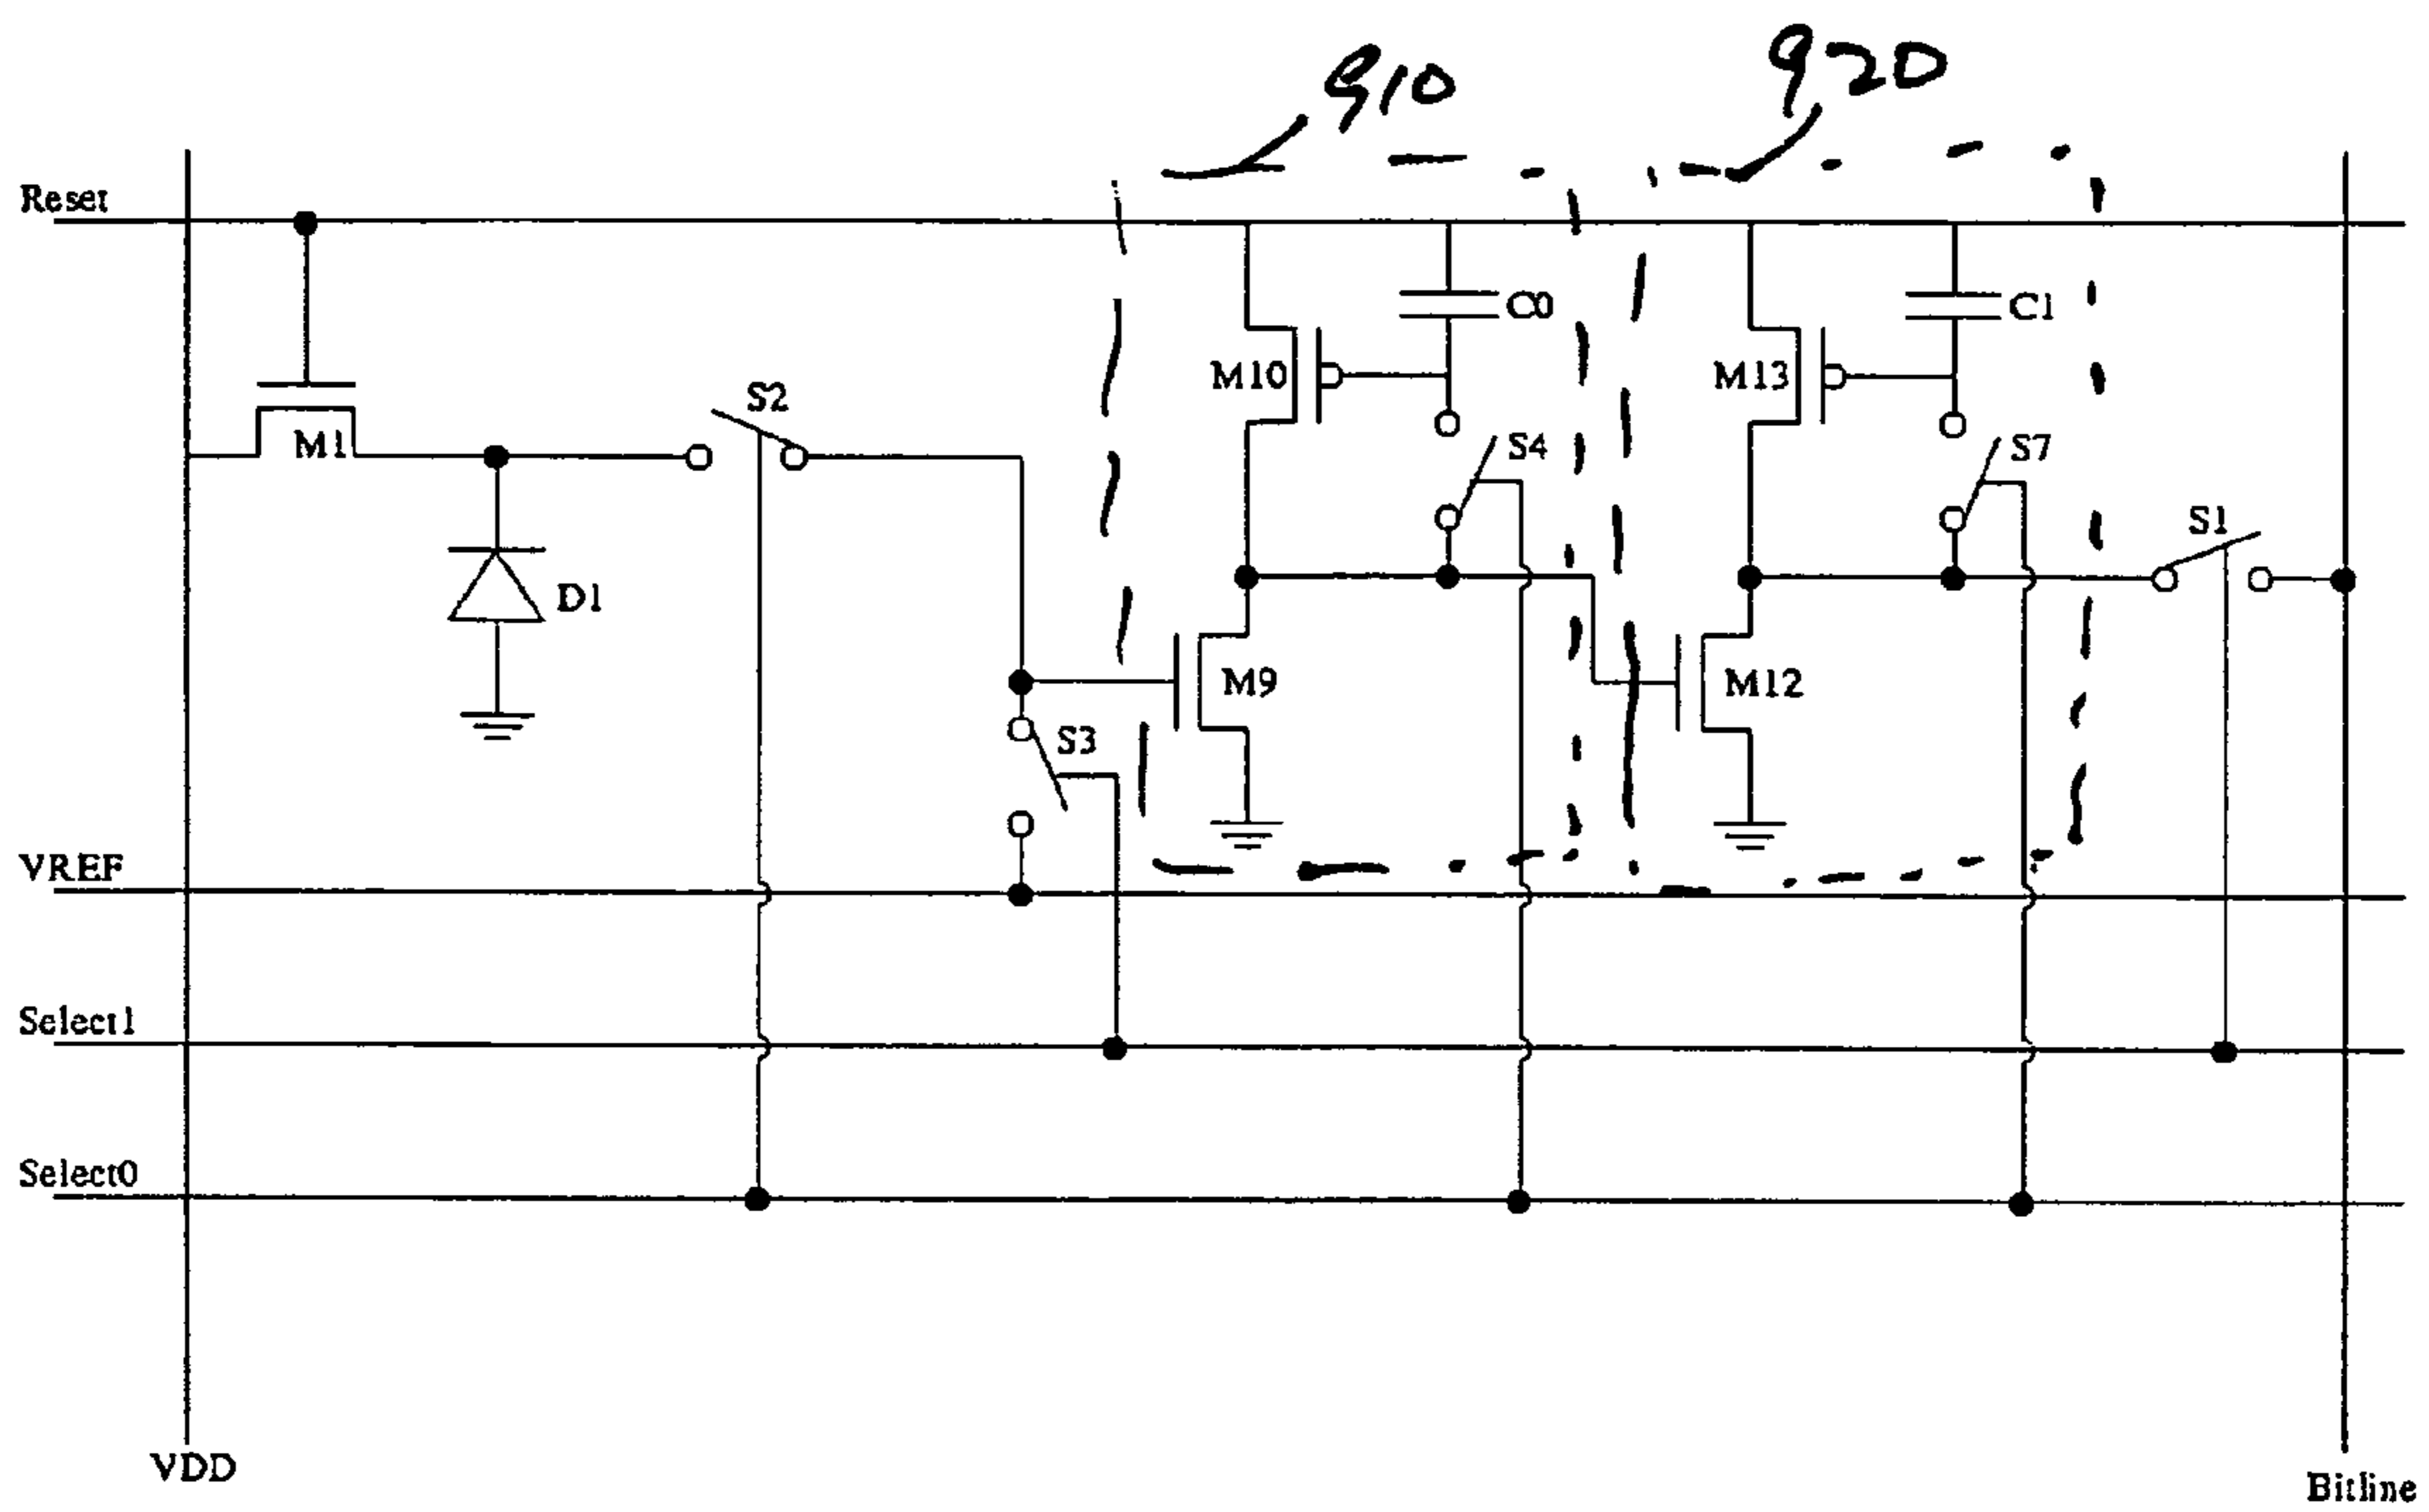 910
920
Reset
C0
C1
M10
M13
S2
M1
S4
S7
S1
D1
M9
M12
S3
VREF
Select1
Select0
VDD
Bitline